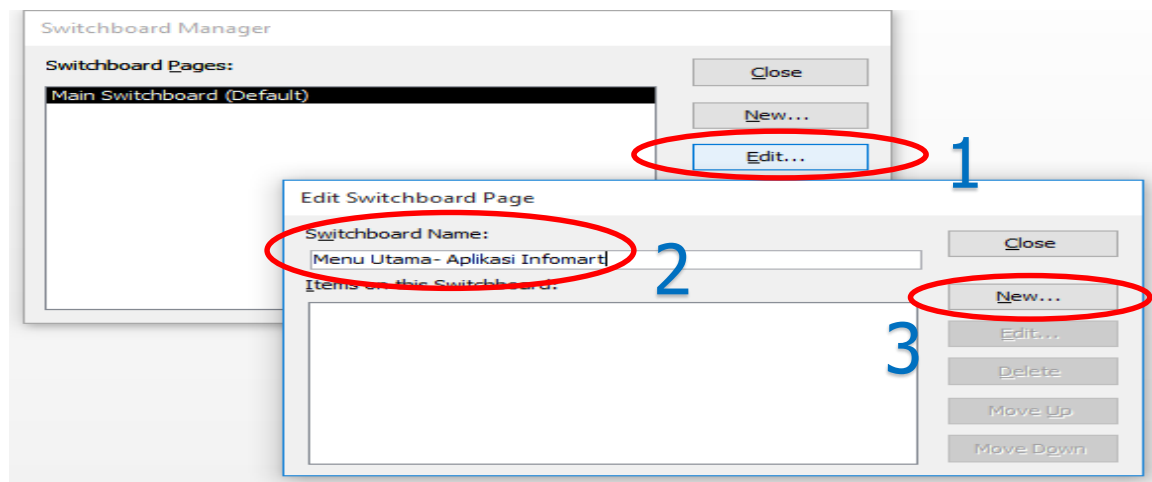 Switchboard Manager
Switchboard Pages:
Main Switchboard (Default)
Close
New...
Edit...
1
Edit Switchboard Page
Switchboard Name:
Menu Utama- Aplikasi Infomart
2
Close
Items on this Switchboard:
New...
3
Edit...
Delete
Move Up
Move Down